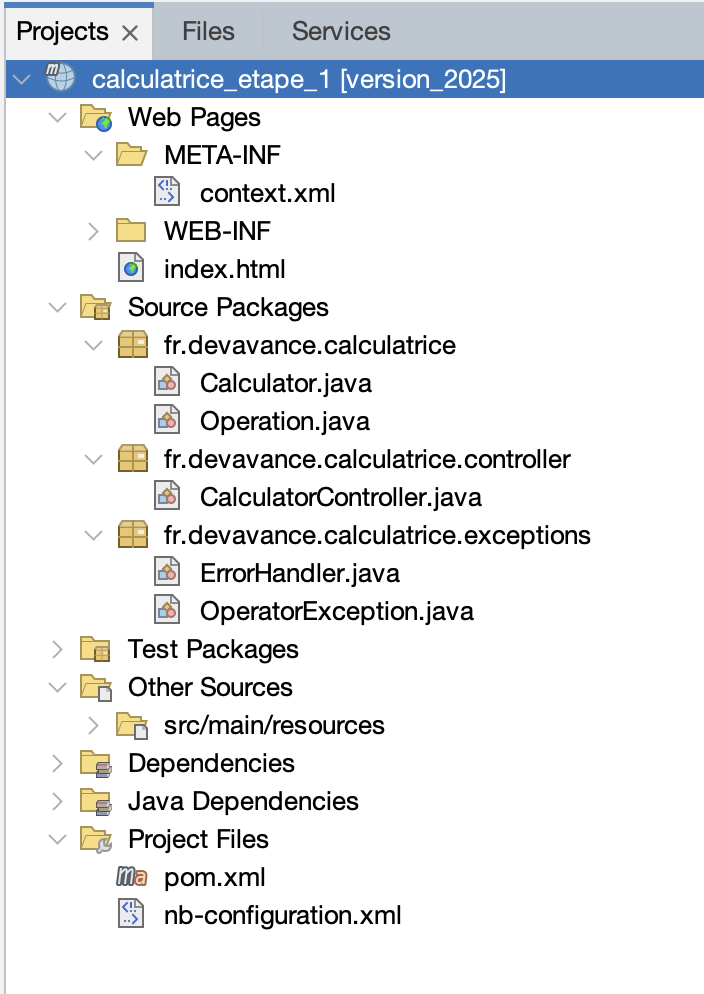 Projects Files Services
calculatrice_etape_1 [version_2025]
Web Pages
META-INF
context.xml
WEB-INF
index.html
Source Packages
fr.devavance.calculatrice
Calculator.java
Operation.java
fr.devavance.calculatrice.controller
CalculatorController.java
fr.devavance.calculatrice.exceptions
ErrorHandler.java
OperatorException.java
Test Packages
Other Sources
src/main/resources
Dependencies
Java Dependencies
Project Files
pom.xml
nb-configuration.xml